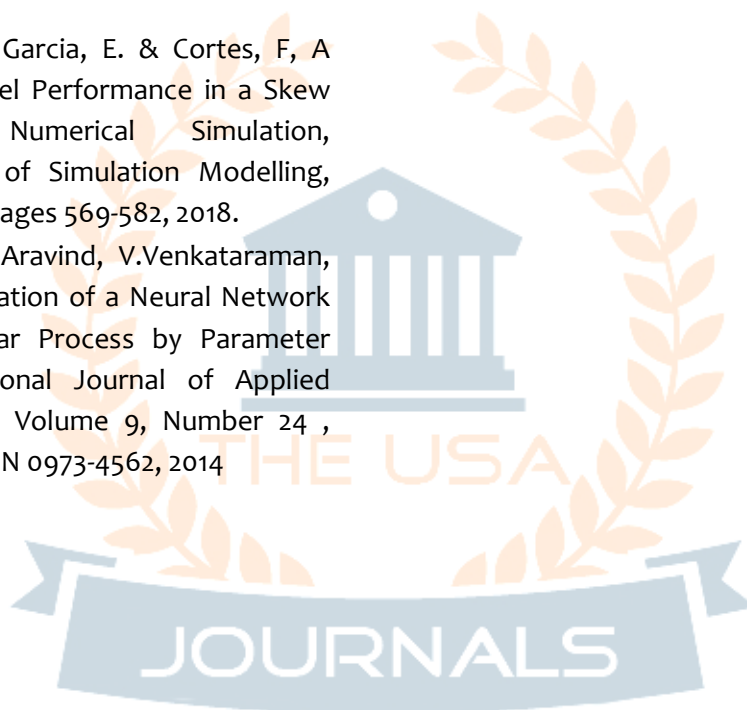 Garcia, E. & Cortes, F, A
el Performance in a Skew
Numerical Simulation,
of Simulation Modelling,
ages 569-582, 2018.
Aravind, V.Venkataraman,
ation of a Neural Network
ar Process by Parameter
onal Journal of Applied
Volume 9, Number 24 ,
N 0973-4562, 2014
THE USA
JOURNALS